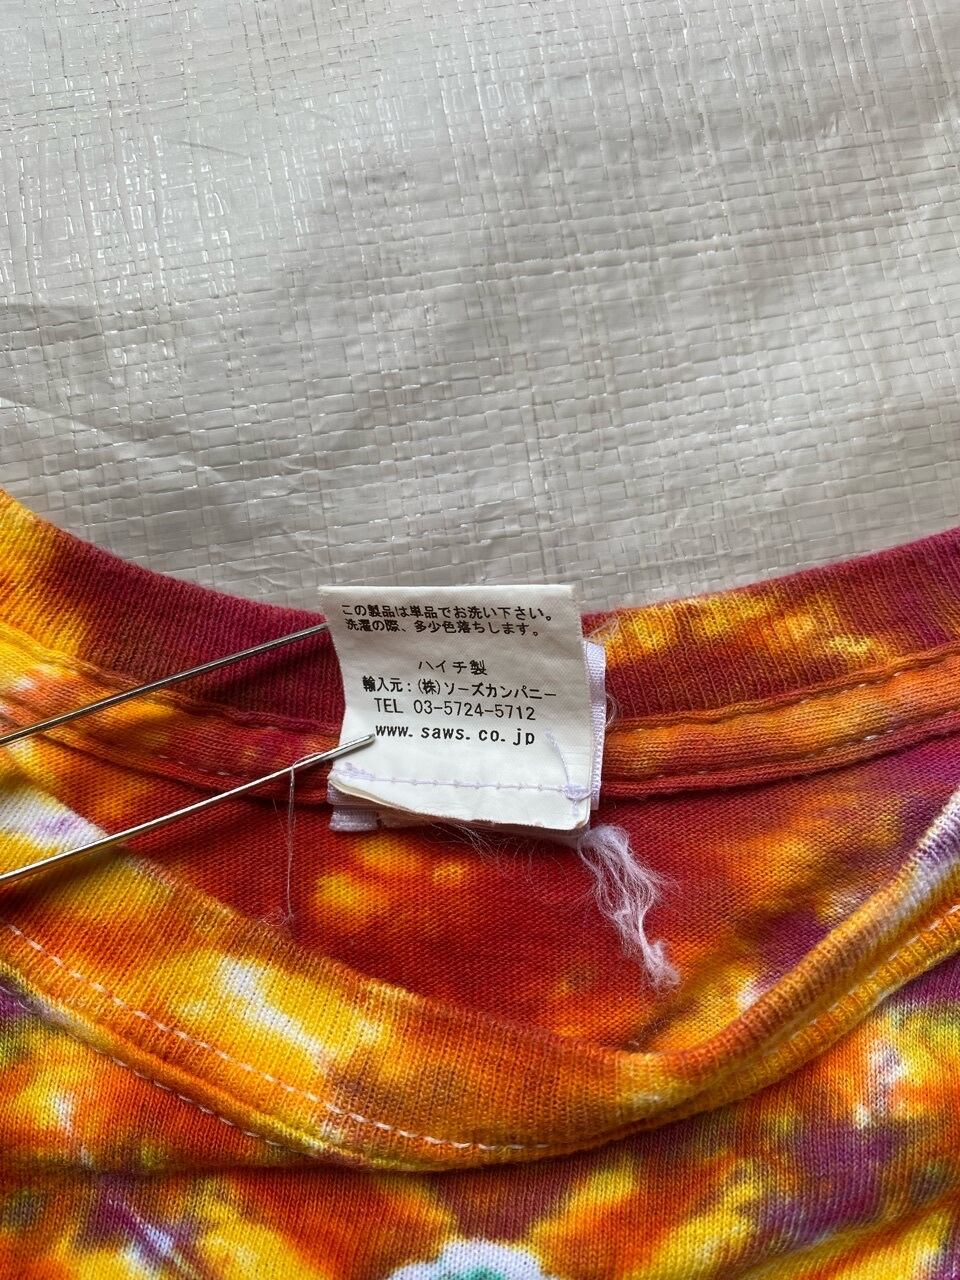 この製品は単品でお洗い下さい。
洗濯の際、多少色落ちします。
ハイチ製
輸入元:(株)ソーズカンパニー
TEL 03-5724-5712
www.saws.co.jp